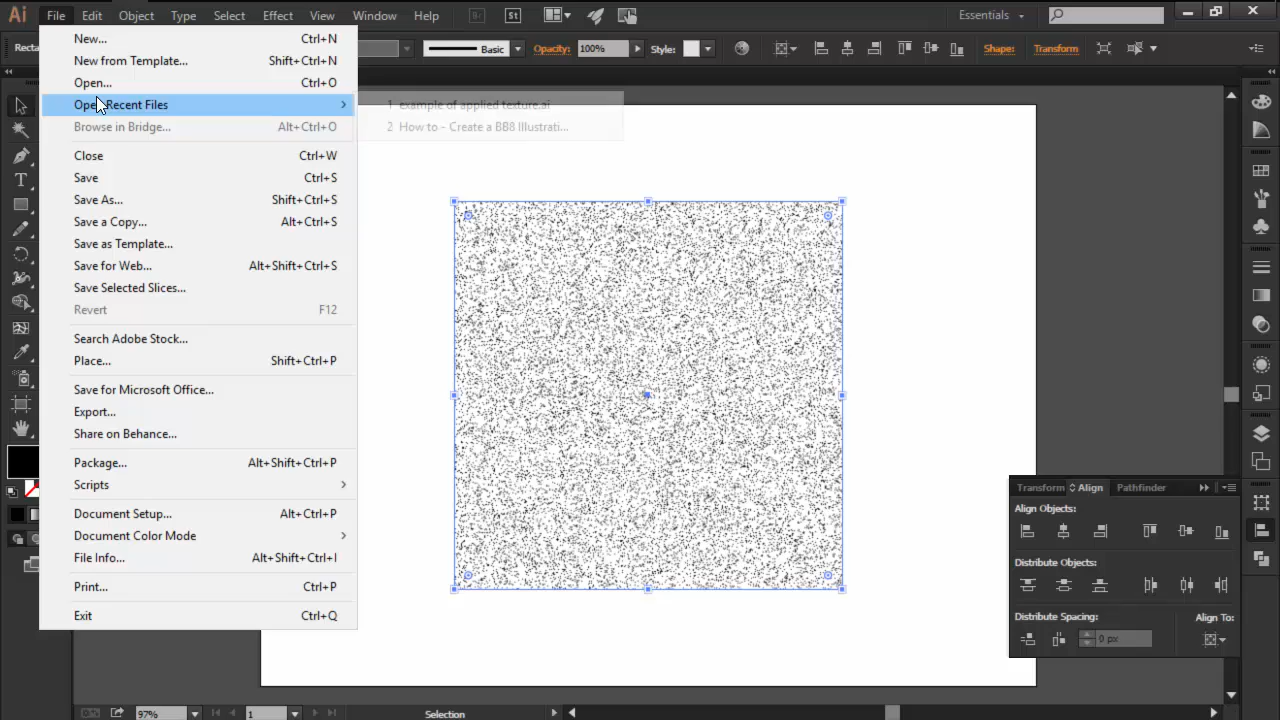 Ai File Edit Object Type Select Effect View Window Help Br St Essentials
Recta Basic Opacity: 100% Style: Shape: Transform
New... Ctrl+N
New from Template... Shift+Ctrl+N
Open... Ctrl+O
Open Recent Files
1 example of applied texture.ai
Browse in Bridge... Alt+Ctrl+O
2 How to - Create a BB8 Illustrati...
Close Ctrl+W
Save Ctrl+S
Save As... Shift+Ctrl+S
Save a Copy... Alt+Ctrl+S
Save as Template...
Save for Web... Alt+Shift+Ctrl+S
Save Selected Slices...
Revert F12
Search Adobe Stock...
Place... Shift+Ctrl+P
Save for Microsoft Office...
Export...
Share on Behance...
Package... Alt+Shift+Ctrl+P
Scripts
Document Setup... Alt+Ctrl+P
Document Color Mode
File Info... Alt+Shift+Ctrl+I
Print... Ctrl+P
Exit Ctrl+Q
Transform Align Pathfinder
Align Objects:
Distribute Objects:
Distribute Spacing: Align To:
0 px
97% 1 Selection